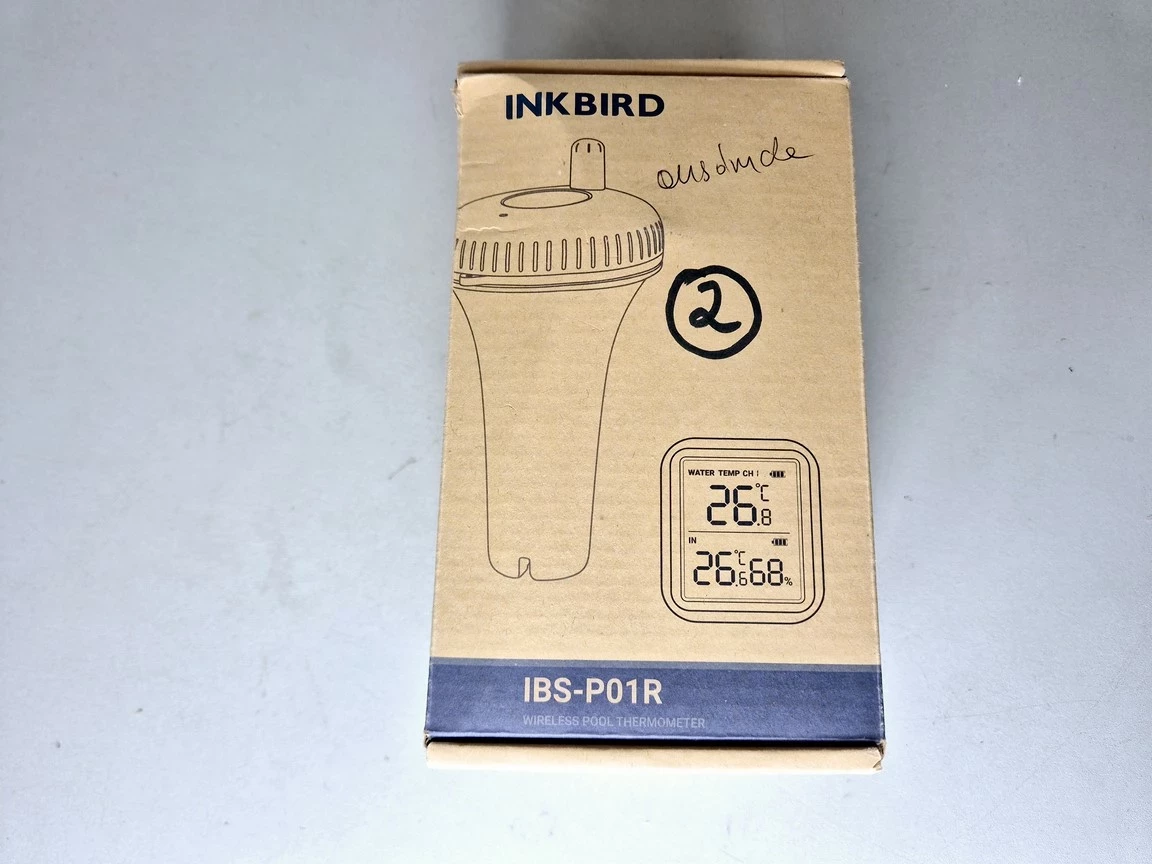 INKBIRD
2
WATER TEMP CH 1
26.8 °C
IN
26.6 °C 68 %
IBS-P01R
WIRELESS POOL THERMOMETER